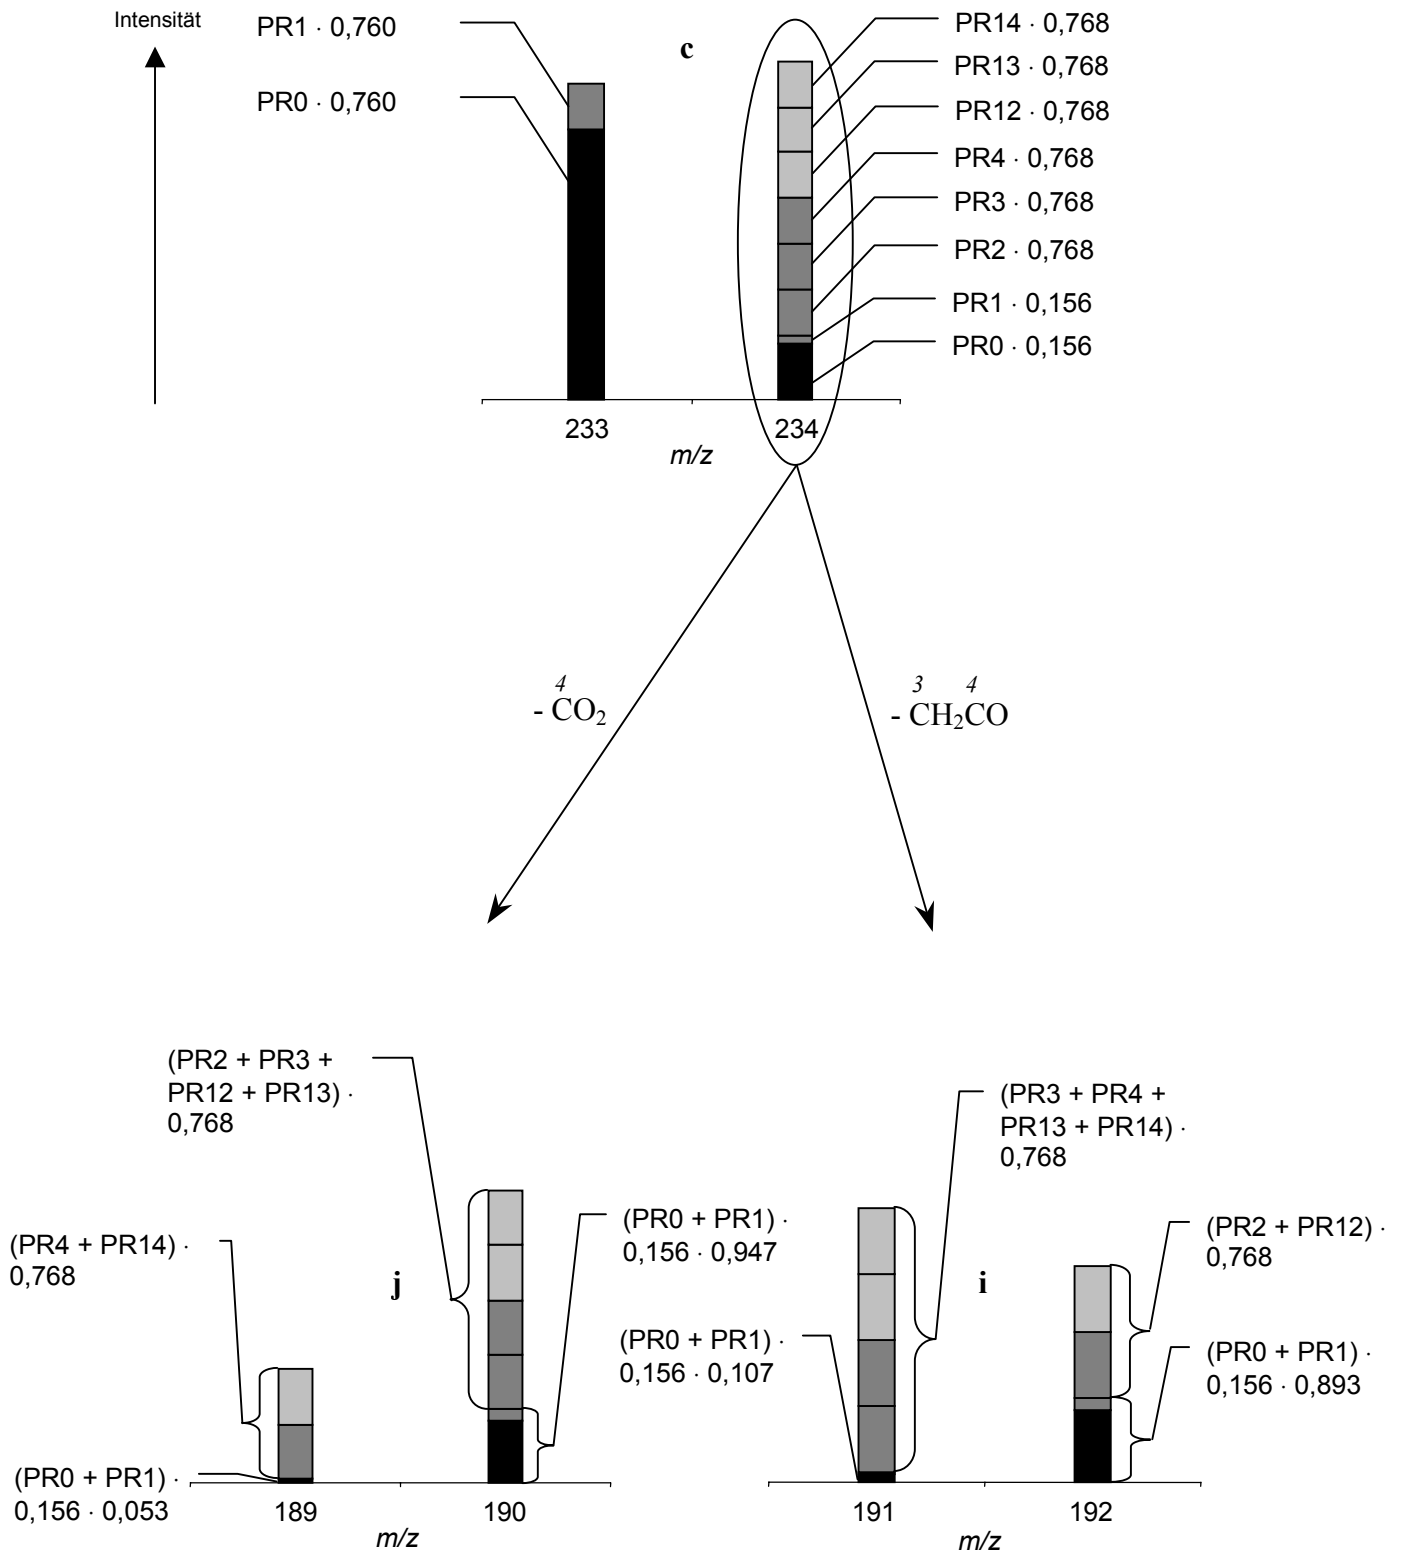 Intensität
PR1 · 0,760
PR0 · 0,760
c
PR14 · 0,768
PR13 · 0,768
PR12 · 0,768
PR4 · 0,768
PR3 · 0,768
PR2 · 0,768
PR1 · 0,156
PR0 · 0,156
233
234
m/z
4
- CO₂
3 4
- CH₂CO
(PR2 + PR3 +
PR12 + PR13) ·
0,768
(PR4 + PR14) ·
0,768
(PR0 + PR1) ·
0,156 · 0,053
j
(PR0 + PR1) ·
0,156 · 0,947
189
190
m/z
(PR3 + PR4 +
PR13 + PR14) ·
0,768
(PR0 + PR1) ·
0,156 · 0,107
i
(PR2 + PR12) ·
0,768
(PR0 + PR1) ·
0,156 · 0,893
191
192
m/z